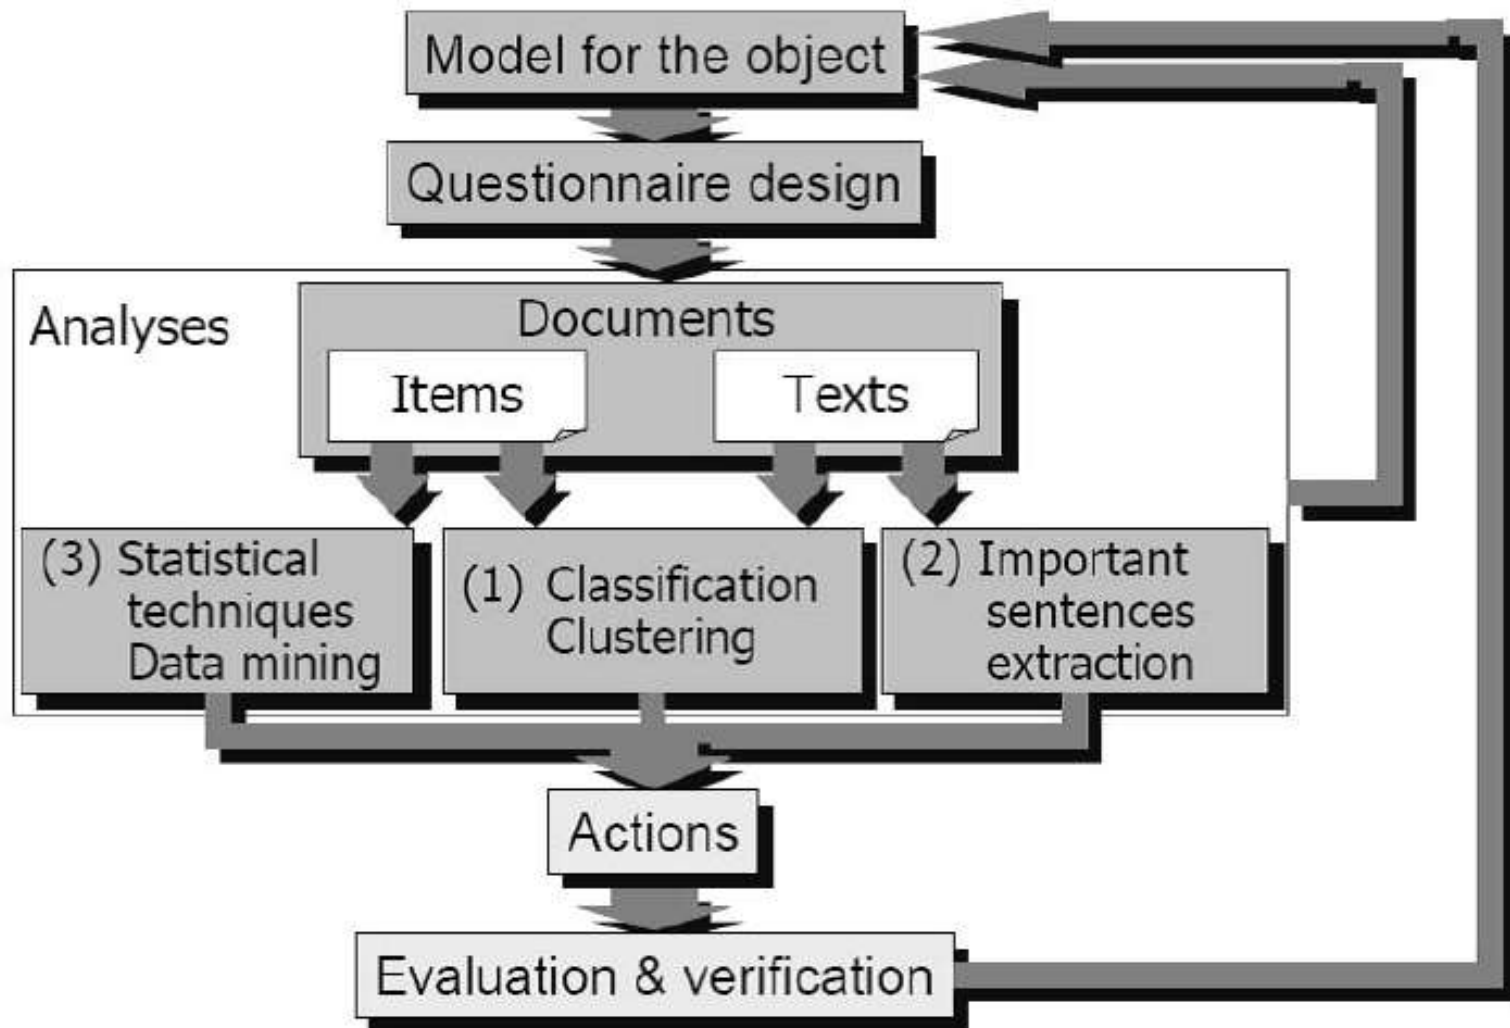 Model for the object
Questionnaire design
Analyses
Documents
Items
Texts
(3) Statistical
techniques
Data mining
(1) Classification
Clustering
(2) Important
sentences
extraction
Actions
Evaluation & verification